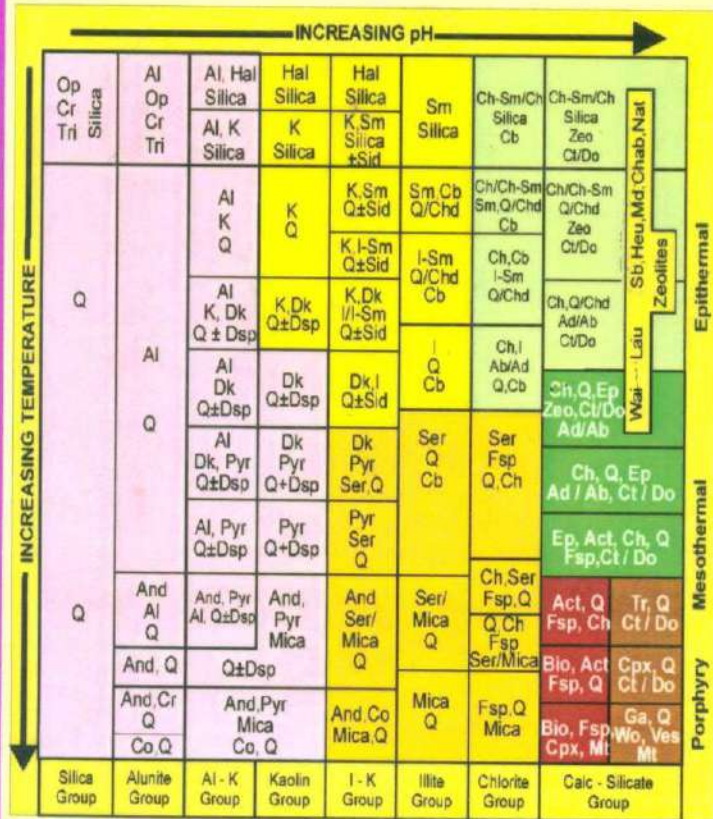 INCREASING pH
INCREASING TEMPERATURE
Op
Cr
Tri
Silica
Q
Q
Silica
Group
Al
Op
Cr
Tri
Al
Q
And
Al
Q
And, Q
And,Cr
Q
Co,Q
Alunite
Group
Al, Hal
Silica
Al, K
Silica
Al
K
Q
Al
K, Dk
Q ± Dsp
Al
Dk
Q±Dsp
Al
Dk, Pyr
Q±Dsp
Al, Pyr
Q±Dsp
And, Pyr
Al, Q±Dsp
Q±Dsp
And,Pyr
Mica
Co, Q
Al - K
Group
Hal
Silica
K
Silica
K
Q
K,Dk
Q±Dsp
Dk
Q±Dsp
Dk
Pyr
Q+Dsp
Pyr
Q+Dsp
And,
Pyr
Mica
Kaolin
Group
Hal
Silica
K,Sm
Silica
±Sid
K,Sm
Q±Sid
K,I-Sm
Q±Sid
K,Dk
I/I-Sm
Q±Sid
Dk,I
Q±Sid
Dk
Pyr
Ser,Q
Pyr
Ser
Q
And
Ser/
Mica
Q
And,Co
Mica,Q
I - K
Group
Sm
Silica
Sm,Cb
Q/Chd
I-Sm
Q/Chd
Cb
I
Q
Cb
Ser
Q
Cb
Ser/
Mica
Q
Mica
Q
Illite
Group
Ch-Sm/Ch
Silica
Cb
Ch/Ch-Sm
Sm,Q/Chd
Cb
Ch,Cb
I-Sm
Q/Chd
Ch,I
Ab/Ad
Q,Cb
Ser
Fsp
Q,Ch
Ch,Ser
Fsp,Q
Q,Ch
Fsp
Ser/Mica
Fsp,Q
Mica
Chlorite
Group
Ch-Sm/Ch
Silica
Zeo
Ct/Do
Ch/Ch-Sm
Q/Chd
Zeo
Ct/Do
Ch,Q/Chd
Ad/Ab
Ct/Do
Ch,Q,Ep
Zeo,Ct/Do
Ad/Ab
Ch, Q, Ep
Ad / Ab, Ct / Do
Ep, Act, Ch, Q
Fsp,Ct / Do
Act, Q
Fsp, Ch
Tr, Q
Ct / Do
Bio, Act
Fsp, Q
Cpx, Q
Ct / Do
Bio, Fsp
Cpx, Mt
Ga, Q
Wo, Ves
Mt
Calc - Silicate
Group
Wai --- Lau Sb,Heu,Md,Chab,Nat
Zeolites
Epithermal
Mesothermal
Porphyry